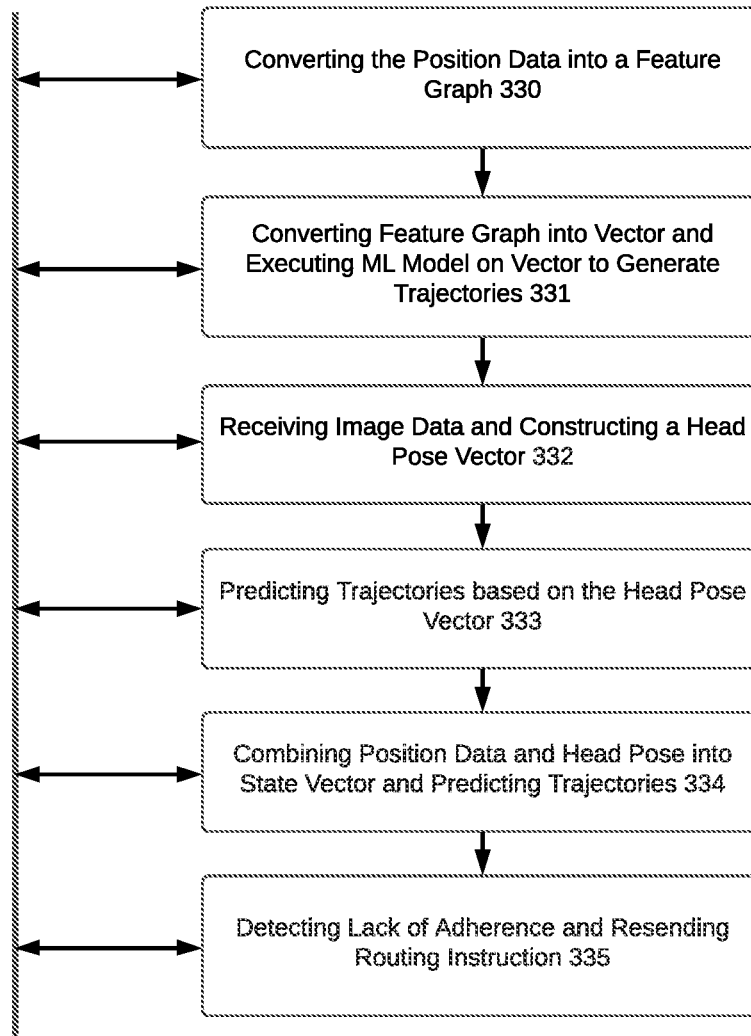 Converting the Position Data into a Feature
Graph 330
Converting Feature Graph into Vector and
Executing ML Model on Vector to Generate
Trajectories 331
Receiving Image Data and Constructing a Head
Pose Vector 332
Predicting Trajectories based on the Head Pose
Vector 333
Combining Position Data and Head Pose into
State Vector and Predicting Trajectories 334
Detecting Lack of Adherence and Resending
Routing Instruction 335